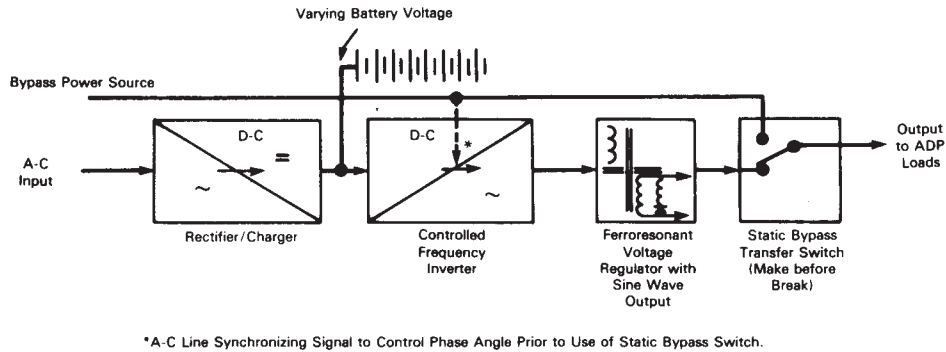 Varying Battery Voltage
Bypass Power Source
D-C
=
~
D-C
*
~
A-C
Input
Output
to ADP
Loads
Rectifier/Charger
Controlled
Frequency
Inverter
Ferroresonant
Voltage
Regulator with
Sine Wave
Output
Static Bypass
Transfer Switch
(Make before
Break)
*A-C Line Synchronizing Signal to Control Phase Angle Prior to Use of Static Bypass Switch.